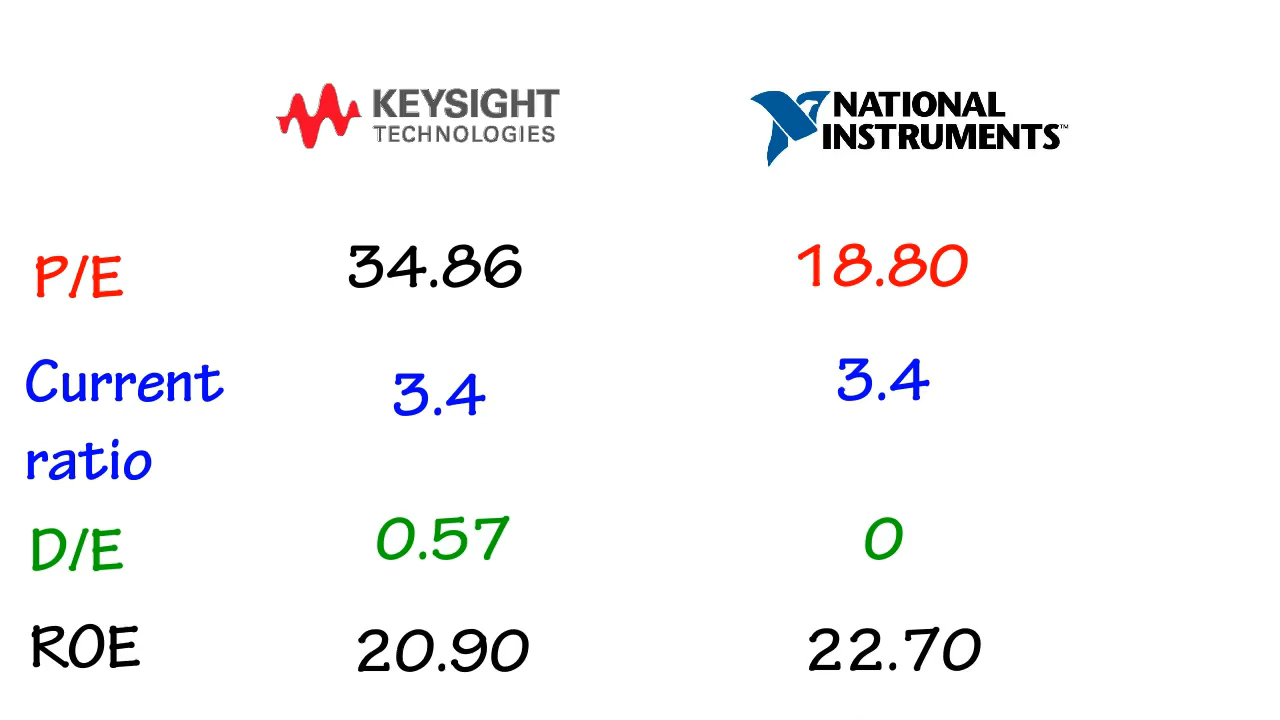 KEYSIGHT
TECHNOLOGIES
NATIONAL
INSTRUMENTS™
P/E 34.86 18.80
Current
ratio 3.4 3.4
D/E 0.57 0
ROE 20.90 22.70